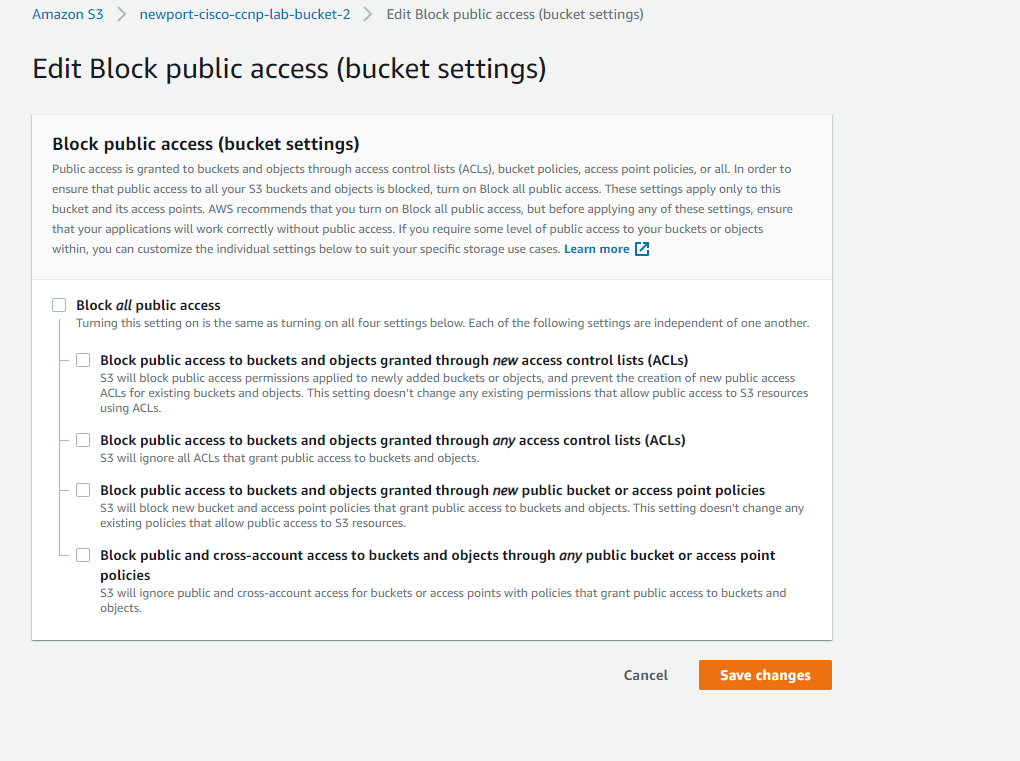 Amazon S3 > newport-cisco-ccnp-lab-bucket-2 > Edit Block public access (bucket settings)
Edit Block public access (bucket settings)
Block public access (bucket settings)
Public access is granted to buckets and objects through access control lists (ACLs), bucket policies, access point policies, or all. In order to
ensure that public access to all your S3 buckets and objects is blocked, turn on Block all public access. These settings apply only to this
bucket and its access points. AWS recommends that you turn on Block all public access, but before applying any of these settings, ensure
that your applications will work correctly without public access. If you require some level of public access to your buckets or objects
within, you can customize the individual settings below to suit your specific storage use cases. Learn more
Block all public access
Turning this setting on is the same as turning on all four settings below. Each of the following settings are independent of one another.
Block public access to buckets and objects granted through new access control lists (ACLs)
S3 will block public access permissions applied to newly added buckets or objects, and prevent the creation of new public access
ACLs for existing buckets and objects. This setting doesn't change any existing permissions that allow public access to S3 resources
using ACLs.
Block public access to buckets and objects granted through any access control lists (ACLs)
S3 will ignore all ACLs that grant public access to buckets and objects.
Block public access to buckets and objects granted through new public bucket or access point policies
S3 will block new bucket and access point policies that grant public access to buckets and objects. This setting doesn't change any
existing policies that allow public access to S3 resources.
Block public and cross-account access to buckets and objects through any public bucket or access point
policies
S3 will ignore public and cross-account access for buckets or access points with policies that grant public access to buckets and
objects.
Cancel
Save changes